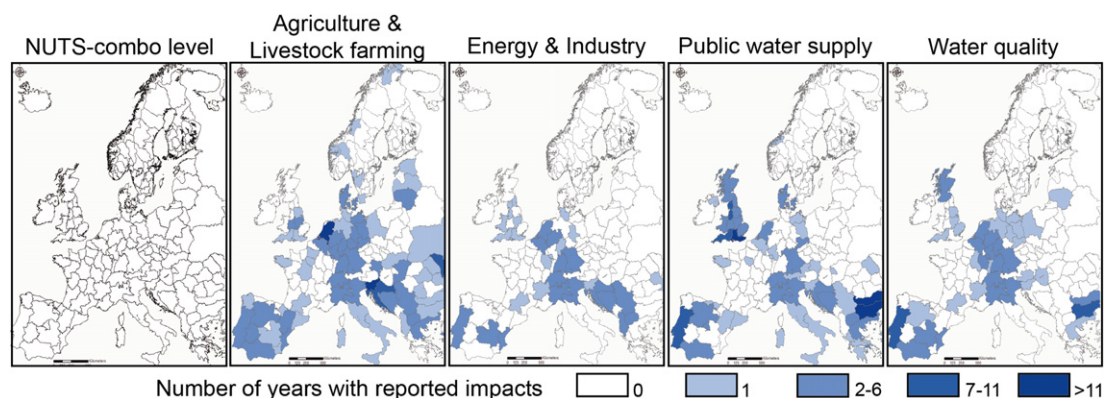 NUTS-combo level
Agriculture &
Livestock farming
Energy & Industry
Public water supply
Water quality
Number of years with reported impacts
0
1
2-6
7-11
>11